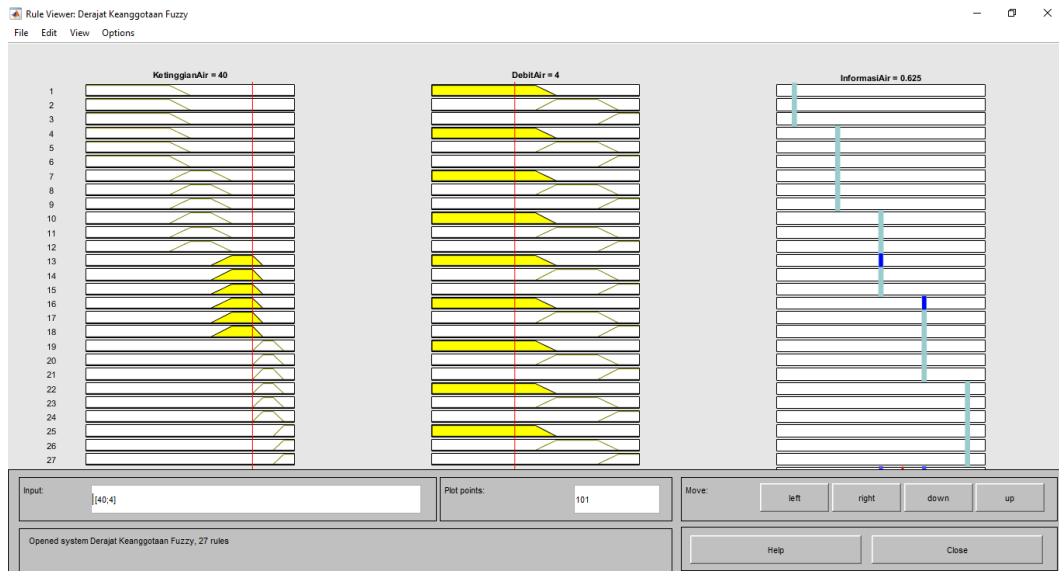 Rule Viewer: Derajat Keanggotaan Fuzzy
File Edit View Options
KetinggianAir = 40
DebitAir = 4
InformasiAir = 0.625
1
2
3
4
5
6
7
8
9
10
11
12
13
14
15
16
17
18
19
20
21
22
23
24
25
26
27
Input:
[40;4]
Plot points:
101
Move:
left
right
down
up
Opened system Derajat Keanggotaan Fuzzy, 27 rules
Help
Close